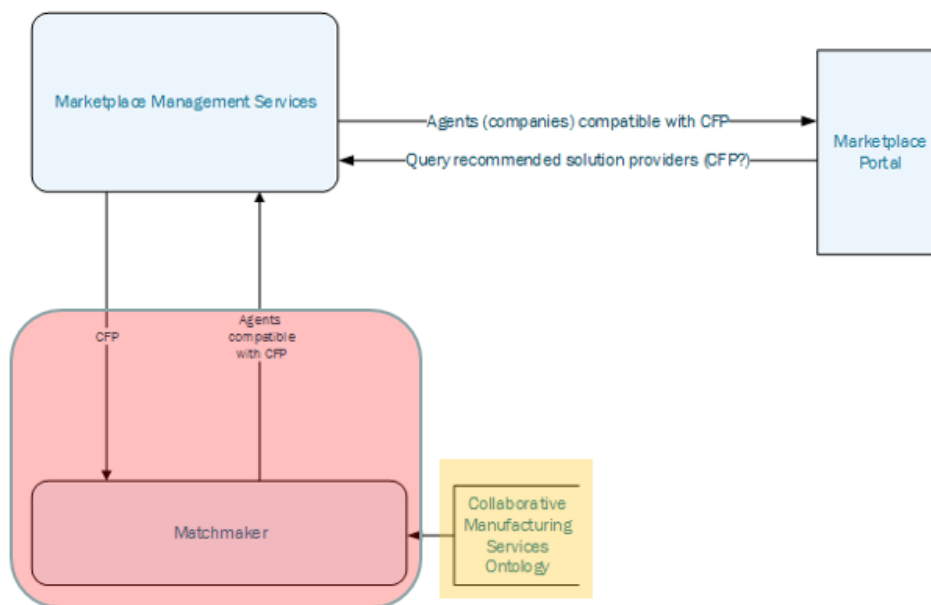 Marketplace Management Services
Agents (companies) compatible with CFP
Query recommended solution providers (CFP?)
Marketplace
Portal
CFP
Agents
compatible
with CFP
Matchmaker
Collaborative
Manufacturing
Services
Ontology